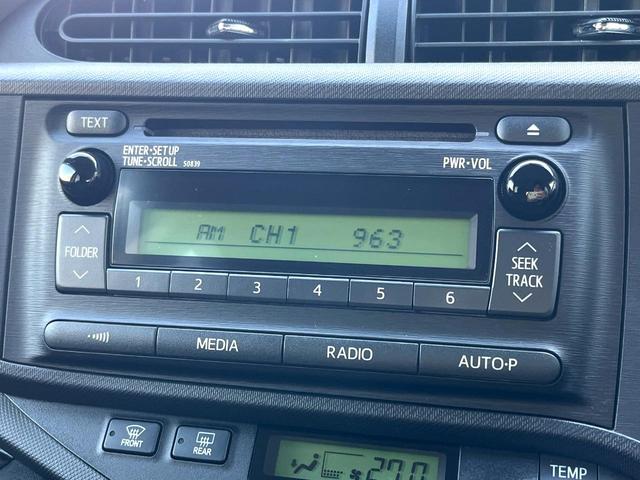 TEXT
ENTER•SETUP
TUNE•SCROLL 50839
PWR•VOL
AM CH1 963
FOLDER
SEEK
TRACK
1 2 3 4 5 6
MEDIA RADIO AUTO•P
FRONT REAR
27.0
TEMP